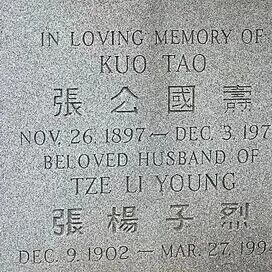 IN LOVING MEMORY OF
KUO TAO
張公國壽
NOV. 26. 1897 — DEC. 3, 197
BELOVED HUSBAND OF
TZE LI YOUNG
張楊子烈
DEC. 9. 1902 — MAR. 27, 199